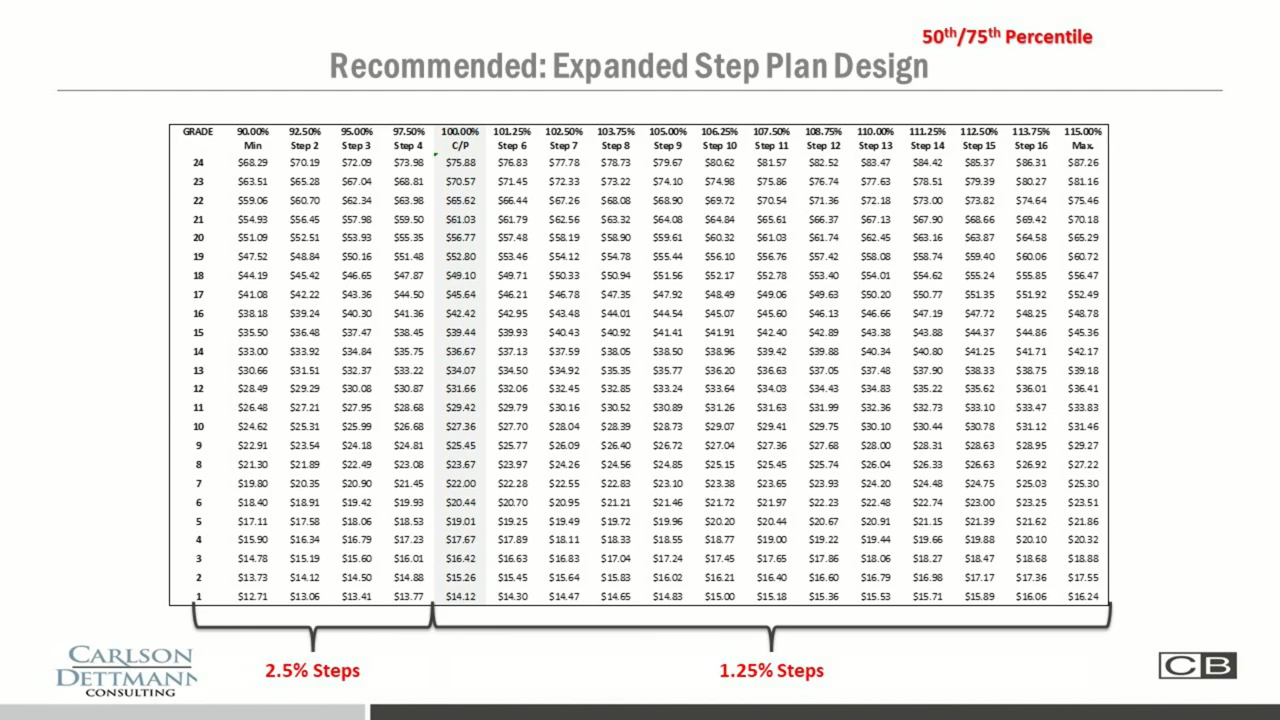 50th/75th Percentile
Recommended: Expanded Step Plan Design
GRADE 90.00% 92.50% 95.00% 97.50% 100.00% 101.25% 102.50% 103.75% 105.00% 106.25% 107.50% 108.75% 110.00% 111.25% 112.50% 113.75% 115.00%
Min Step 2 Step 3 Step 4 C/P Step 6 Step 7 Step 8 Step 9 Step 10 Step 11 Step 12 Step 13 Step 14 Step 15 Step 16 Max.
24 $68.29 $70.19 $72.09 $73.98 $75.88 $76.83 $77.78 $78.73 $79.67 $80.62 $81.57 $82.52 $83.47 $84.42 $85.37 $86.31 $87.26
23 $63.51 $65.28 $67.04 $68.81 $70.57 $71.45 $72.33 $73.22 $74.10 $74.98 $75.86 $76.74 $77.63 $78.51 $79.39 $80.27 $81.16
22 $59.06 $60.70 $62.34 $63.98 $65.62 $66.44 $67.26 $68.08 $68.90 $69.72 $70.54 $71.36 $72.18 $73.00 $73.82 $74.64 $75.46
21 $54.93 $56.45 $57.98 $59.50 $61.03 $61.79 $62.56 $63.32 $64.08 $64.84 $65.61 $66.37 $67.13 $67.90 $68.66 $69.42 $70.18
20 $51.09 $52.51 $53.93 $55.35 $56.77 $57.48 $58.19 $58.90 $59.61 $60.32 $61.03 $61.74 $62.45 $63.16 $63.87 $64.58 $65.29
19 $47.52 $48.84 $50.16 $51.48 $52.80 $53.46 $54.12 $54.78 $55.44 $56.10 $56.76 $57.42 $58.08 $58.74 $59.40 $60.06 $60.72
18 $44.19 $45.42 $46.65 $47.87 $49.10 $49.71 $50.33 $50.94 $51.56 $52.17 $52.78 $53.40 $54.01 $54.62 $55.24 $55.85 $56.47
17 $41.08 $42.22 $43.36 $44.50 $45.64 $46.21 $46.78 $47.35 $47.92 $48.49 $49.06 $49.63 $50.20 $50.77 $51.35 $51.92 $52.49
16 $38.18 $39.24 $40.30 $41.36 $42.42 $42.95 $43.48 $44.01 $44.54 $45.07 $45.60 $46.13 $46.66 $47.19 $47.72 $48.25 $48.78
15 $35.50 $36.48 $37.47 $38.45 $39.44 $39.93 $40.43 $40.92 $41.41 $41.91 $42.40 $42.89 $43.38 $43.88 $44.37 $44.86 $45.36
14 $33.00 $33.92 $34.84 $35.75 $36.67 $37.13 $37.59 $38.05 $38.50 $38.96 $39.42 $39.88 $40.34 $40.80 $41.25 $41.71 $42.17
13 $30.66 $31.51 $32.37 $33.22 $34.07 $34.50 $34.92 $35.35 $35.77 $36.20 $36.63 $37.05 $37.48 $37.90 $38.33 $38.75 $39.18
12 $28.49 $29.29 $30.08 $30.87 $31.66 $32.06 $32.45 $32.85 $33.24 $33.64 $34.03 $34.43 $34.83 $35.22 $35.62 $36.01 $36.41
11 $26.48 $27.21 $27.95 $28.68 $29.42 $29.79 $30.16 $30.52 $30.89 $31.26 $31.63 $31.99 $32.36 $32.73 $33.10 $33.47 $33.83
10 $24.62 $25.31 $25.99 $26.68 $27.36 $27.70 $28.04 $28.39 $28.73 $29.07 $29.41 $29.75 $30.10 $30.44 $30.78 $31.12 $31.46
9 $22.91 $23.54 $24.18 $24.81 $25.45 $25.77 $26.09 $26.40 $26.72 $27.04 $27.36 $27.68 $28.00 $28.31 $28.63 $28.95 $29.27
8 $21.30 $21.89 $22.49 $23.08 $23.67 $23.97 $24.26 $24.56 $24.85 $25.15 $25.45 $25.74 $26.04 $26.33 $26.63 $26.92 $27.22
7 $19.80 $20.35 $20.90 $21.45 $22.00 $22.28 $22.55 $22.83 $23.10 $23.38 $23.65 $23.93 $24.20 $24.48 $24.75 $25.03 $25.30
6 $18.40 $18.91 $19.42 $19.93 $20.44 $20.70 $20.95 $21.21 $21.46 $21.72 $21.97 $22.23 $22.48 $22.74 $23.00 $23.25 $23.51
5 $17.11 $17.58 $18.06 $18.53 $19.01 $19.25 $19.49 $19.72 $19.96 $20.20 $20.44 $20.67 $20.91 $21.15 $21.39 $21.62 $21.86
4 $15.90 $16.34 $16.79 $17.23 $17.67 $17.89 $18.11 $18.33 $18.55 $18.77 $19.00 $19.22 $19.44 $19.66 $19.88 $20.10 $20.32
3 $14.78 $15.19 $15.60 $16.01 $16.42 $16.63 $16.83 $17.04 $17.24 $17.45 $17.65 $17.86 $18.06 $18.27 $18.47 $18.68 $18.88
2 $13.73 $14.12 $14.50 $14.88 $15.26 $15.45 $15.64 $15.83 $16.02 $16.21 $16.40 $16.60 $16.79 $16.98 $17.17 $17.36 $17.55
1 $12.71 $13.06 $13.41 $13.77 $14.12 $14.30 $14.47 $14.65 $14.83 $15.00 $15.18 $15.36 $15.53 $15.71 $15.89 $16.06 $16.24
2.5% Steps 1.25% Steps
CARLSON
DETTMANN
CONSULTING
CB